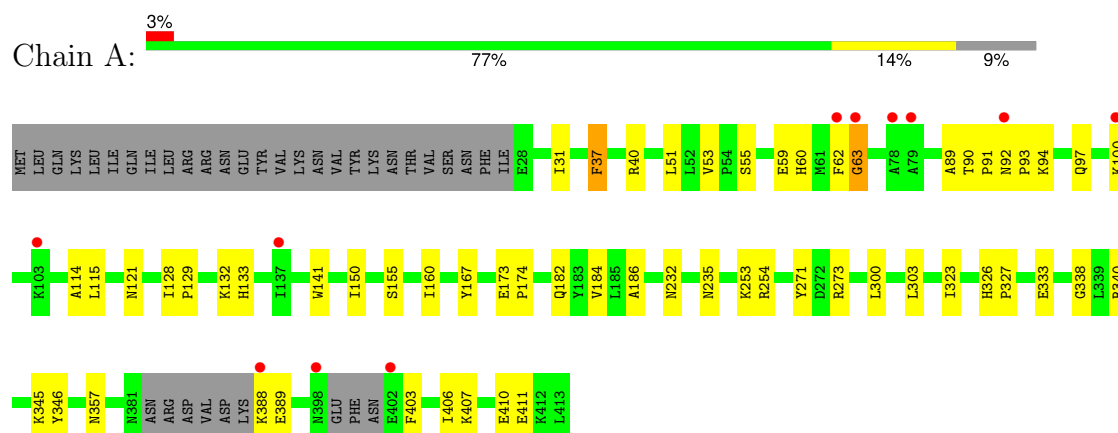 3%
Chain A:
77% 14% 9%
MET LEU GLN LYS LEU ILE GLN ILE LEU ARG ARG ASN GLU TYR VAL LYS ASN VAL TYR LYS ASN THR VAL SER ASN PHE ILE E28 I31 F37 R40 L51 L52 V53 P54 S55 E59 H60 M61 F62 G63 A78 A79 A89 T90 P91 N92 P93 K94 Q97 K100
K103 A114 L115 N121 I128 P129 K132 H133 I137 W141 I150 S155 I160 Y167 E173 P174 Q182 Y183 V184 L185 A186 N232 N235 K253 R254 Y271 D272 R273 L300 L303 I323 H326 P327 E333 G338 L339
K345 Y346 N357 N381 ASN ARG ASP VAL ASP LYS K388 E389 N398 GLU PHE ASN E402 F403 I406 K407 E410 E411 K412 L413